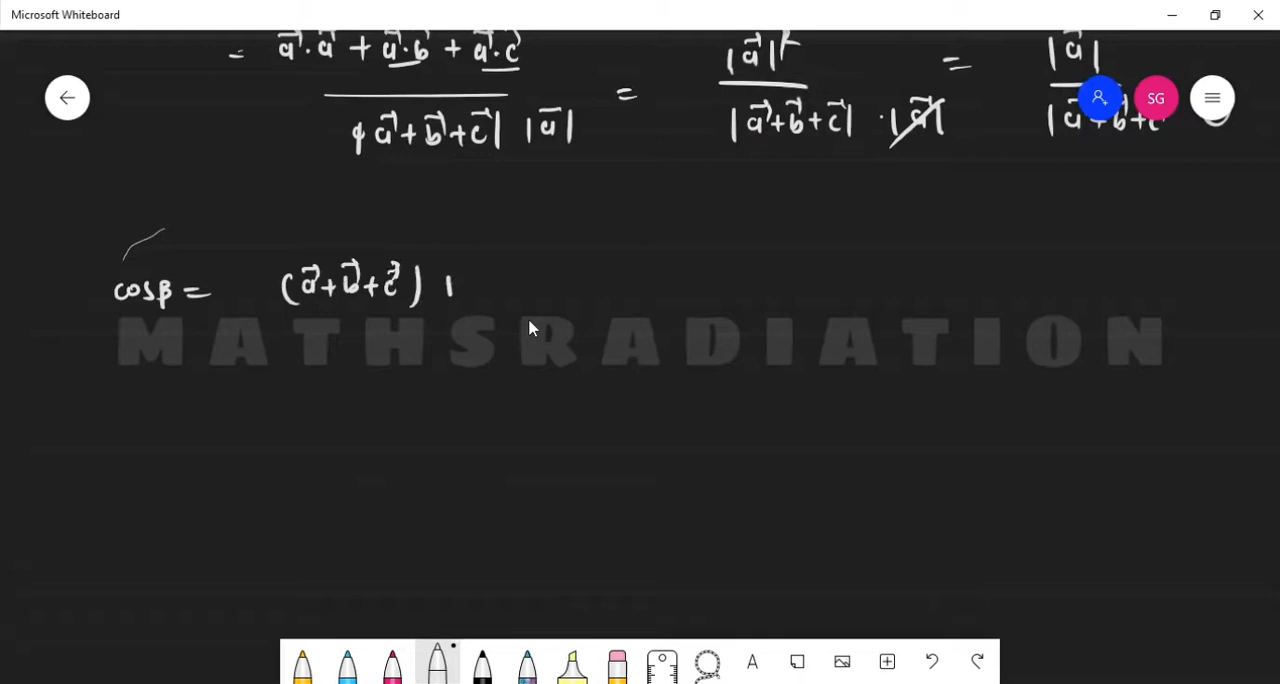 Microsoft Whiteboard
= (a⃗·a⃗ + a⃗·b⃗ + a⃗·c⃗) / (|a⃗+b⃗+c⃗| |a⃗|) = |a⃗|² / (|a⃗+b⃗+c⃗| · |a⃗|) = |a⃗| / |a⃗+b⃗+c⃗|
SG
cosβ = (a⃗+b⃗+c⃗)
MATHSRADIATION
A